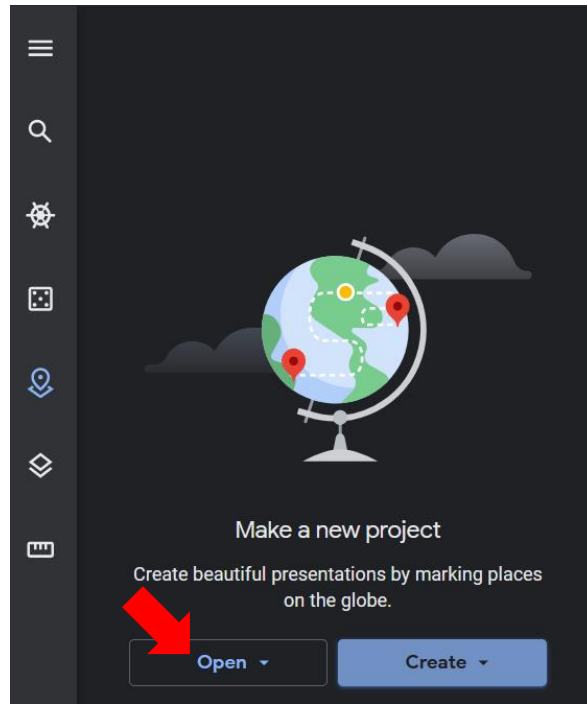 Make a new project
Create beautiful presentations by marking places
on the globe.
Open
Create